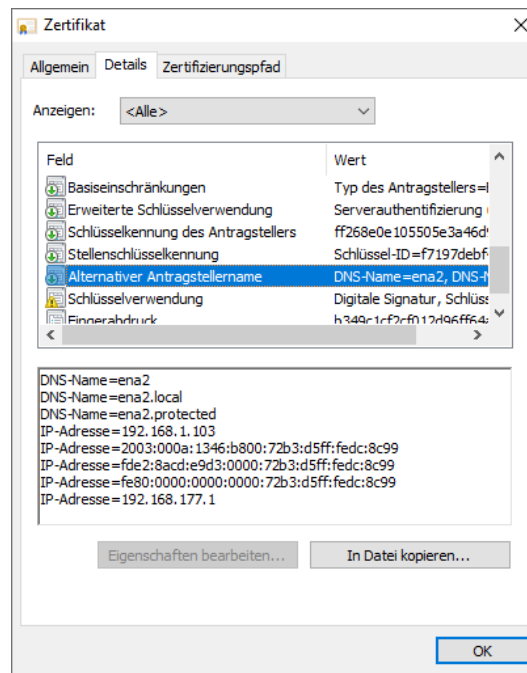 Zertifikat
Allgemein Details Zertifizierungspfad
Anzeigen: <Alle>
Feld Wert
Basiseinschränkungen Typ des Antragstellers=
Erweiterte Schlüsselverwendung Serverauthentifizierung
Schlüsselkennung des Antragstellers ff268e0e105505e3a46d
Stellenschlüsselkennung Schlüssel-ID=f7197debf
Alternativer Antragstellername DNS-Name=ena2, DNS-N
Schlüsselverwendung Digitale Signatur, Schlüss
Fingerabdruck b349c1cf2cf012d96ff64
DNS-Name=ena2
DNS-Name=ena2.local
DNS-Name=ena2.protected
IP-Adresse=192.168.1.103
IP-Adresse=2003:000a:1346:b800:72b3:d5ff:fedc:8c99
IP-Adresse=fde2:8acd:e9d3:0000:72b3:d5ff:fedc:8c99
IP-Adresse=fe80:0000:0000:0000:72b3:d5ff:fedc:8c99
IP-Adresse=192.168.177.1
Eigenschaften bearbeiten... In Datei kopieren...
OK